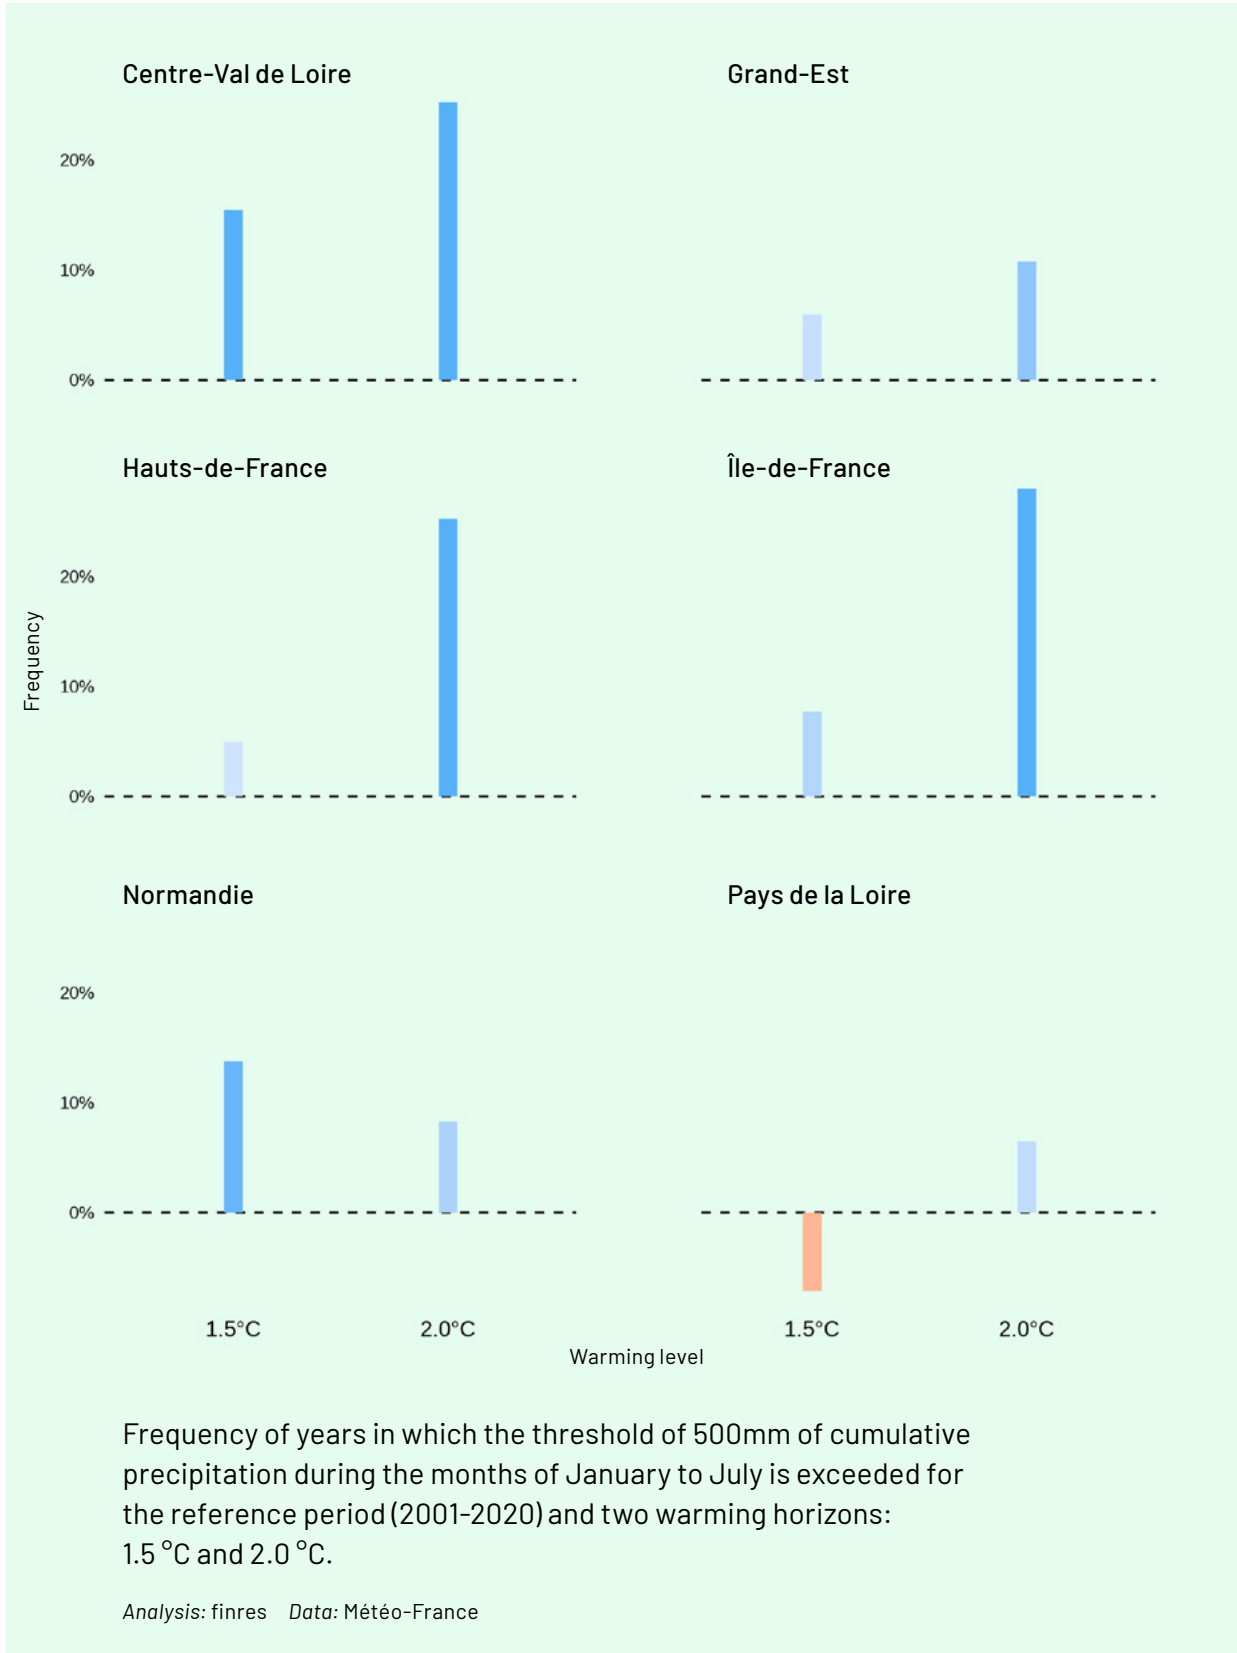 Centre-Val de Loire
Grand-Est
20%
10%
0%
Hauts-de-France
Île-de-France
20%
10%
0%
Frequency
Normandie
Pays de la Loire
20%
10%
0%
1.5°C
2.0°C
1.5°C
2.0°C
Warming level
Frequency of years in which the threshold of 500mm of cumulative
precipitation during the months of January to July is exceeded for
the reference period (2001-2020) and two warming horizons:
1.5 °C and 2.0 °C.
Analysis: finres Data: Météo-France